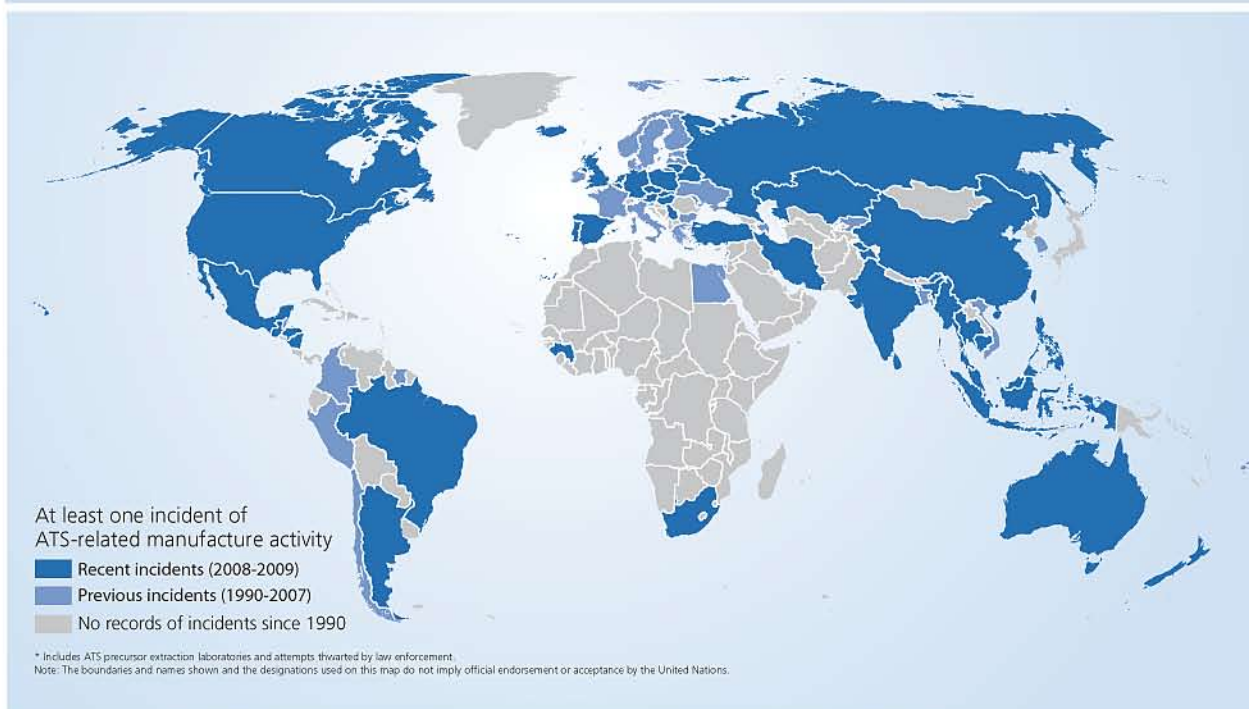 At least one incident of
ATS-related manufacture activity
Recent incidents (2008-2009)
Previous incidents (1990-2007)
No records of incidents since 1990
* Includes ATS precursor extraction laboratories and attempts thwarted by law enforcement.
Note: The boundaries and names shown and the designations used on this map do not imply official endorsement or acceptance by the United Nations.